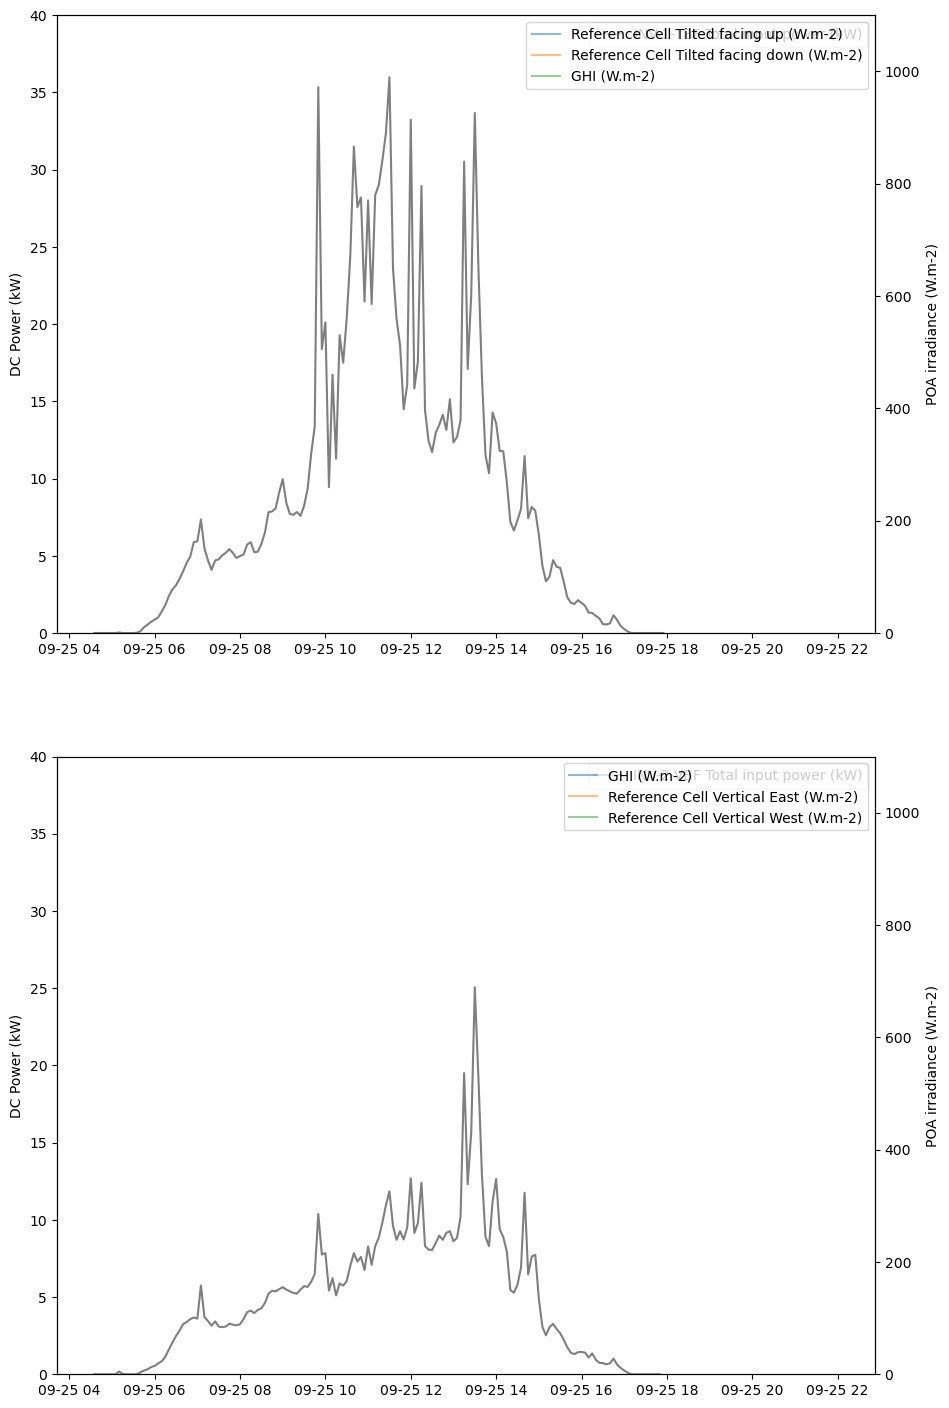 40
35
30
25
20
15
10
5
0
DC Power (kW)
Reference Cell Tilted facing up (W.m-2)
Reference Cell Tilted facing down (W.m-2)
GHI (W.m-2)
1000
800
600
400
200
0
POA irradiance (W.m-2)
09-25 04 09-25 06 09-25 08 09-25 10 09-25 12 09-25 14 09-25 16 09-25 18 09-25 20 09-25 22
40
35
30
25
20
15
10
5
0
DC Power (kW)
Total input power (kW)
GHI (W.m-2)
Reference Cell Vertical East (W.m-2)
Reference Cell Vertical West (W.m-2)
1000
800
600
400
200
0
POA irradiance (W.m-2)
09-25 04 09-25 06 09-25 08 09-25 10 09-25 12 09-25 14 09-25 16 09-25 18 09-25 20 09-25 22